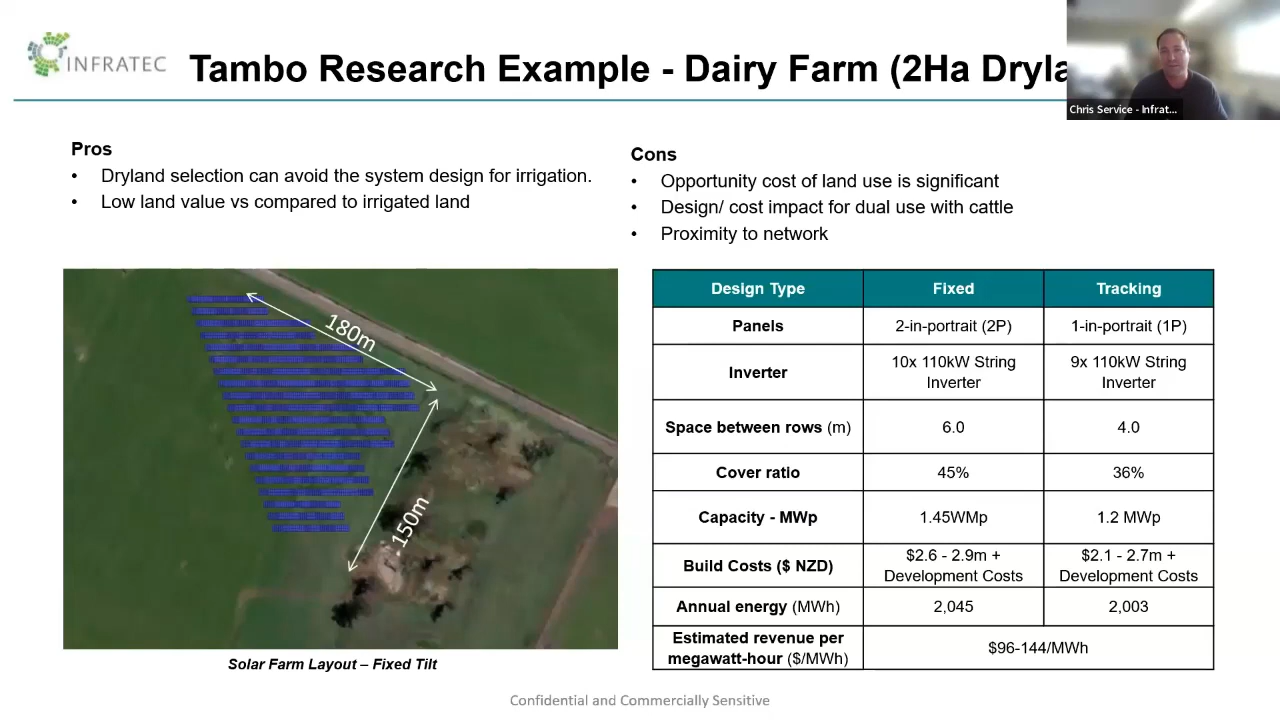 INFRATEC
Tambo Research Example - Dairy Farm (2Ha Dryla
Chris Service - Infrat...
Pros
• Dryland selection can avoid the system design for irrigation.
• Low land value vs compared to irrigated land
Cons
• Opportunity cost of land use is significant
• Design/ cost impact for dual use with cattle
• Proximity to network
180m
150m
Solar Farm Layout – Fixed Tilt
Design Type Fixed Tracking
Panels 2-in-portrait (2P) 1-in-portrait (1P)
Inverter 10x 110kW String Inverter 9x 110kW String Inverter
Space between rows (m) 6.0 4.0
Cover ratio 45% 36%
Capacity - MWp 1.45WMp 1.2 MWp
Build Costs ($ NZD) $2.6 - 2.9m + Development Costs $2.1 - 2.7m + Development Costs
Annual energy (MWh) 2,045 2,003
Estimated revenue per megawatt-hour ($/MWh) $96-144/MWh
Confidential and Commercially Sensitive